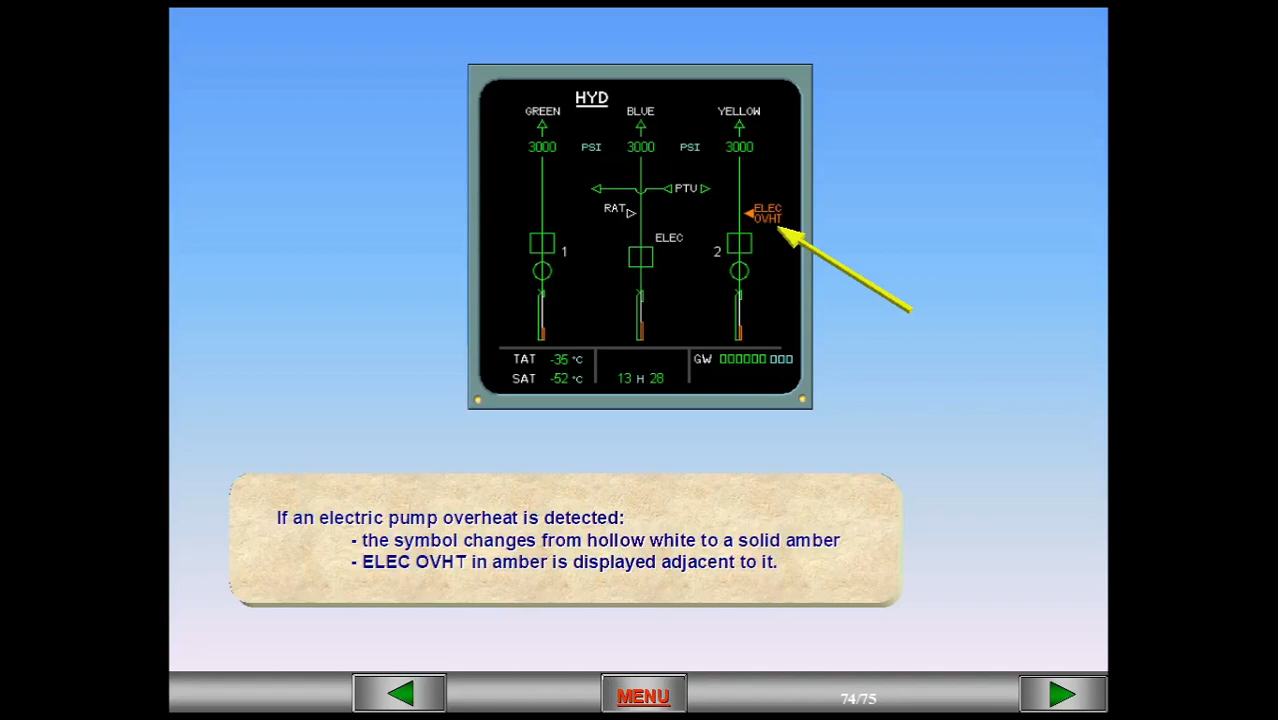 HYD
GREEN BLUE YELLOW
3000 PSI 3000 PSI 3000
PTU
RAT
ELEC
OVHT
ELEC
1 2
TAT -35 °C GW
SAT -52 °C 13 H 28
If an electric pump overheat is detected:
- the symbol changes from hollow white to a solid amber
- ELEC OVHT in amber is displayed adjacent to it.
MENU 74/75